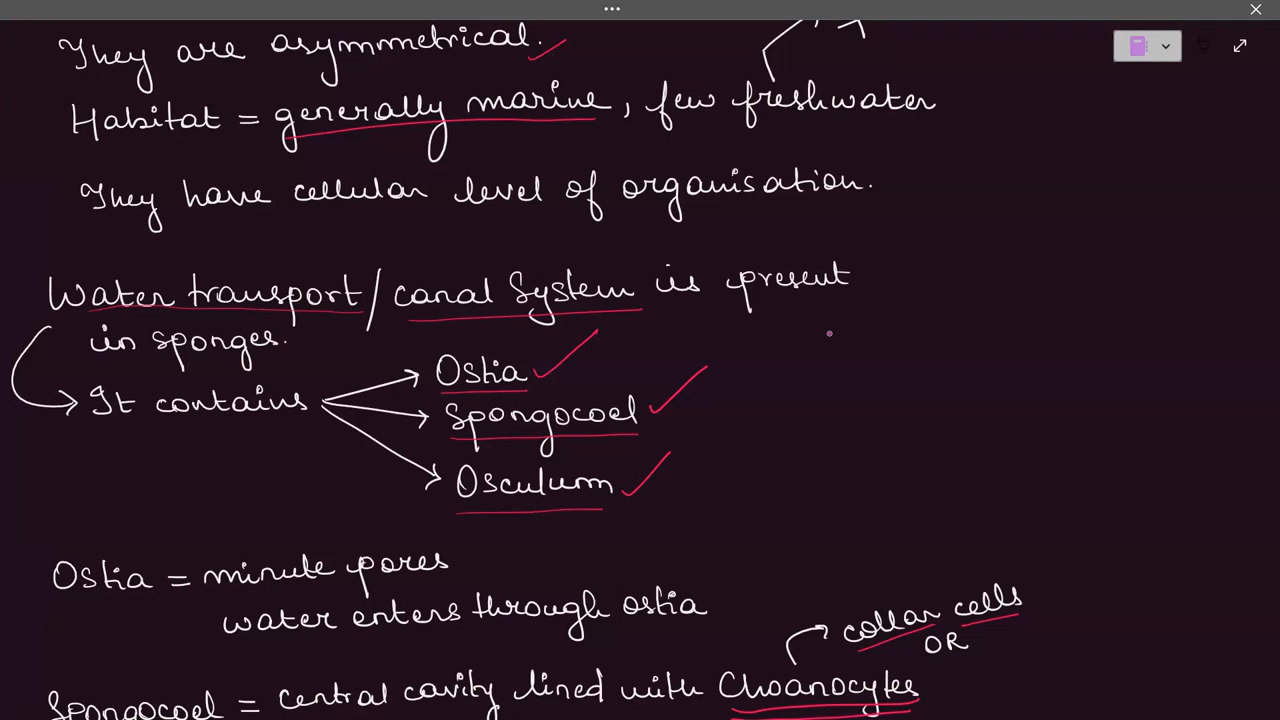 They are asymmetrical.
Habitat = generally marine, few freshwater
They have cellular level of organisation.
Water transport/canal System is present
in sponges.
It contains
Ostia
Spongocoel
Osculum
Ostia = minute pores
water enters through ostia
collar cells
OR
Spongocoel = central cavity lined with Choanocytes